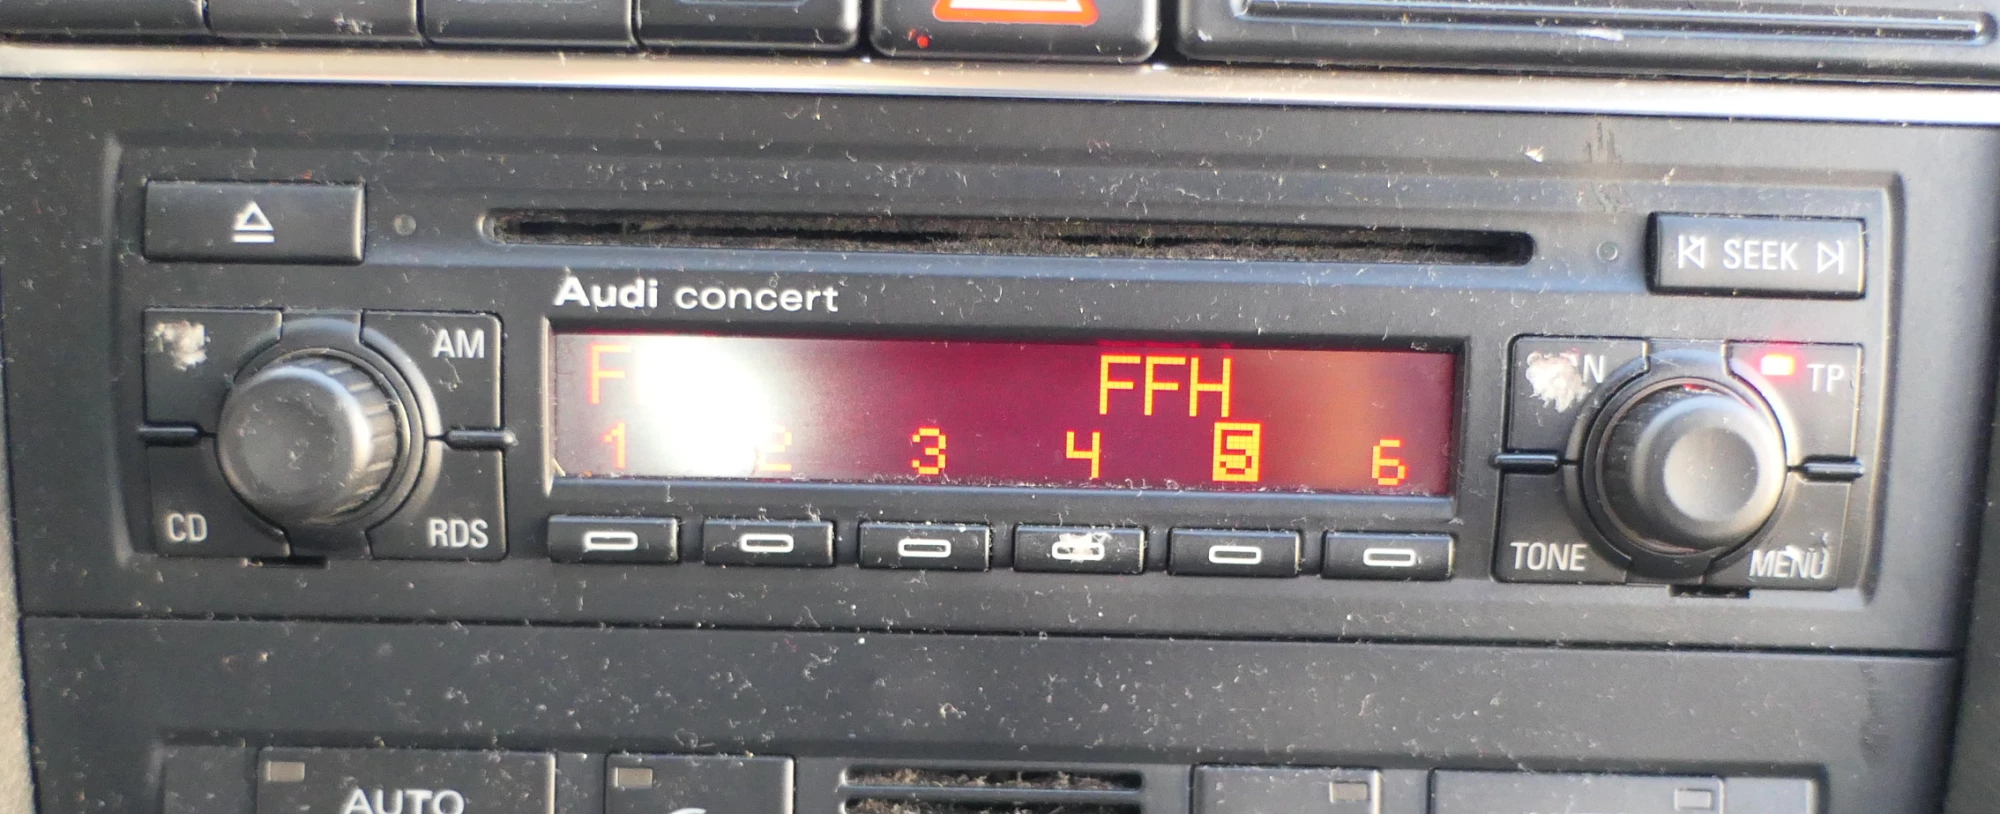 SEEK
Audi concert
AM
F FFH
TP
1 2 3 4 5 6
CD
RDS
TONE
MENU
AUTO